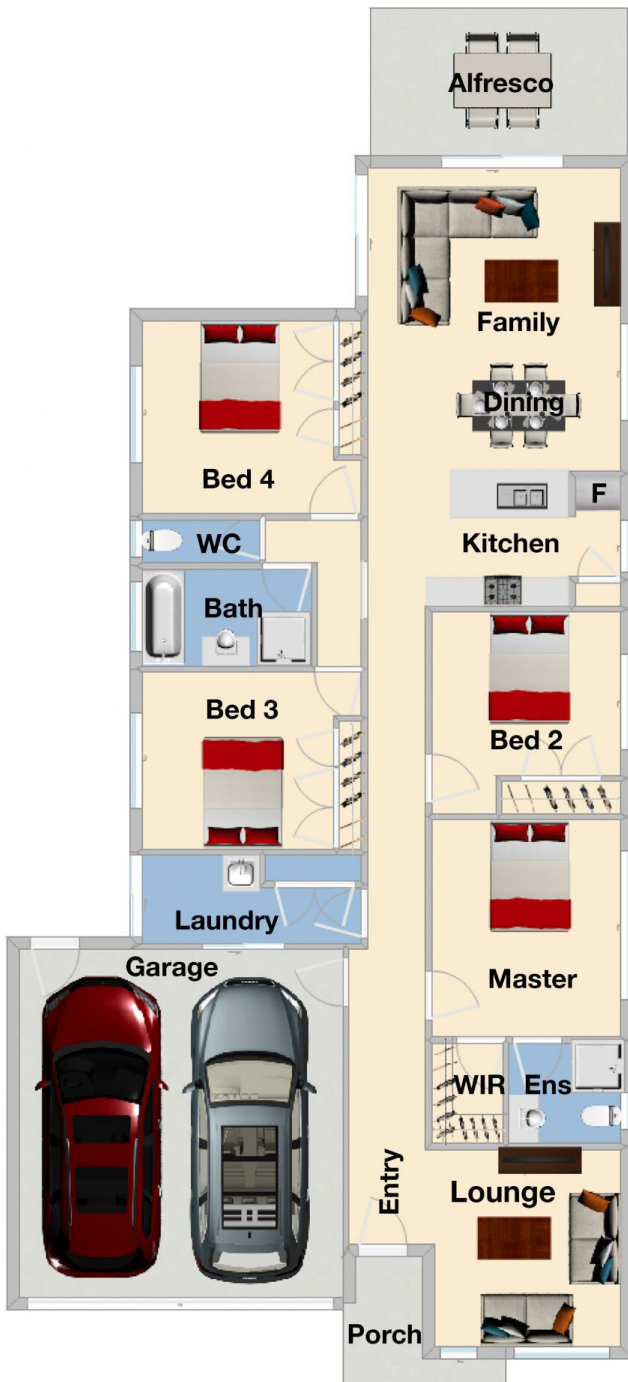 Alfresco
Family
Dining
Bed 4
F
WC
Kitchen
Bath
Bed 3
Bed 2
Laundry
Garage
Master
WIR
Ens
Entry
Lounge
Porch